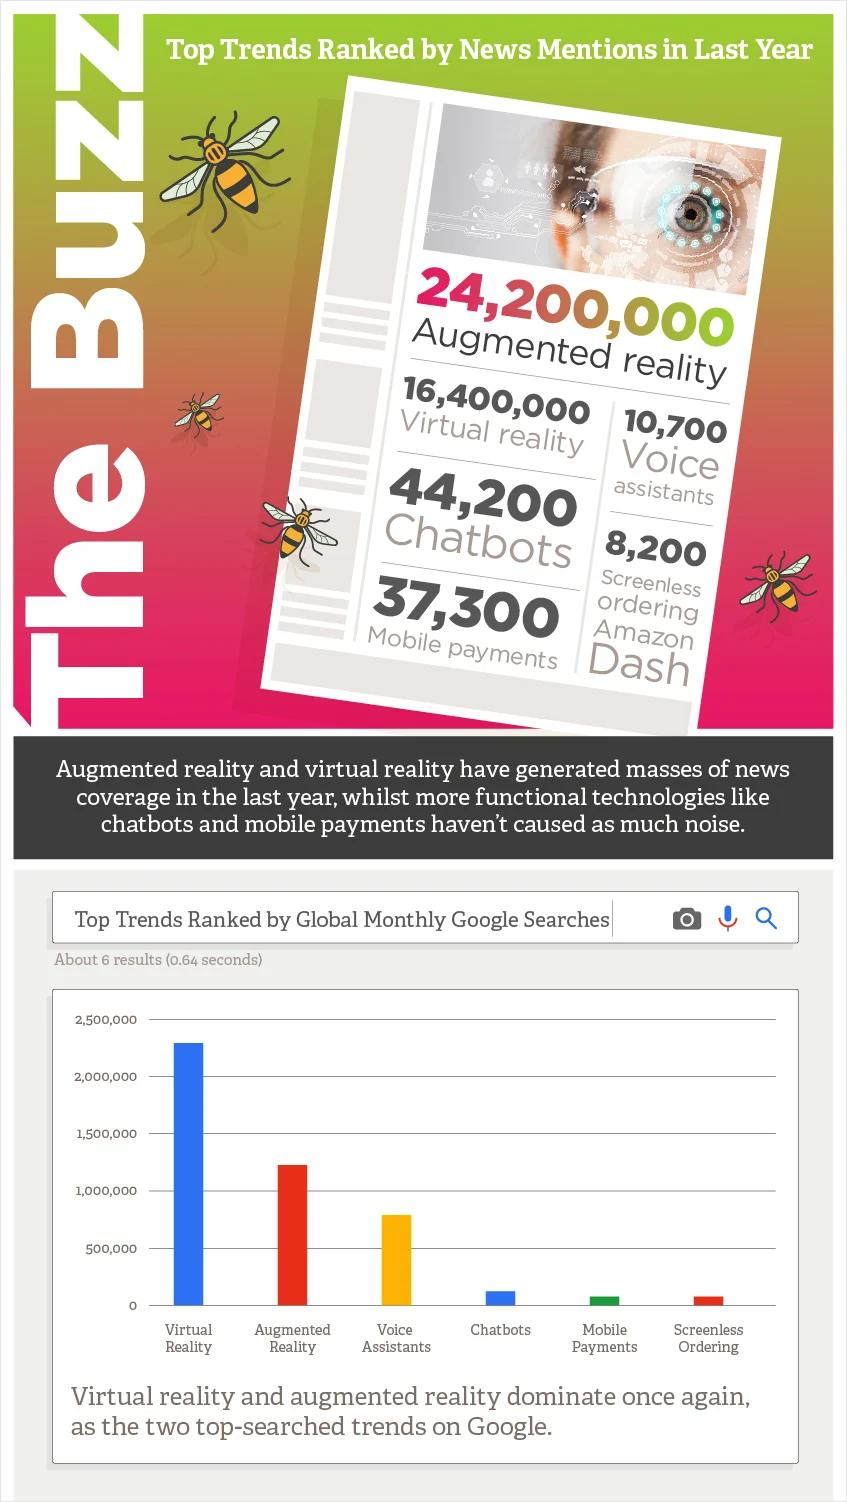 The Buzz
Top Trends Ranked by News Mentions in Last Year
24,200,000
Augmented reality
16,400,000
Virtual reality
44,200
Chatbots
37,300
Mobile payments
10,700
Voice
assistants
8,200
Screenless
ordering
Amazon
Dash
Augmented reality and virtual reality have generated masses of news
coverage in the last year, whilst more functional technologies like
chatbots and mobile payments haven't caused as much noise.
Top Trends Ranked by Global Monthly Google Searches
About 6 results (0.64 seconds)
2,500,000
2,000,000
1,500,000
1,000,000
500,000
0
Virtual
Reality
Augmented
Reality
Voice
Assistants
Chatbots
Mobile
Payments
Screenless
Ordering
Virtual reality and augmented reality dominate once again,
as the two top-searched trends on Google.